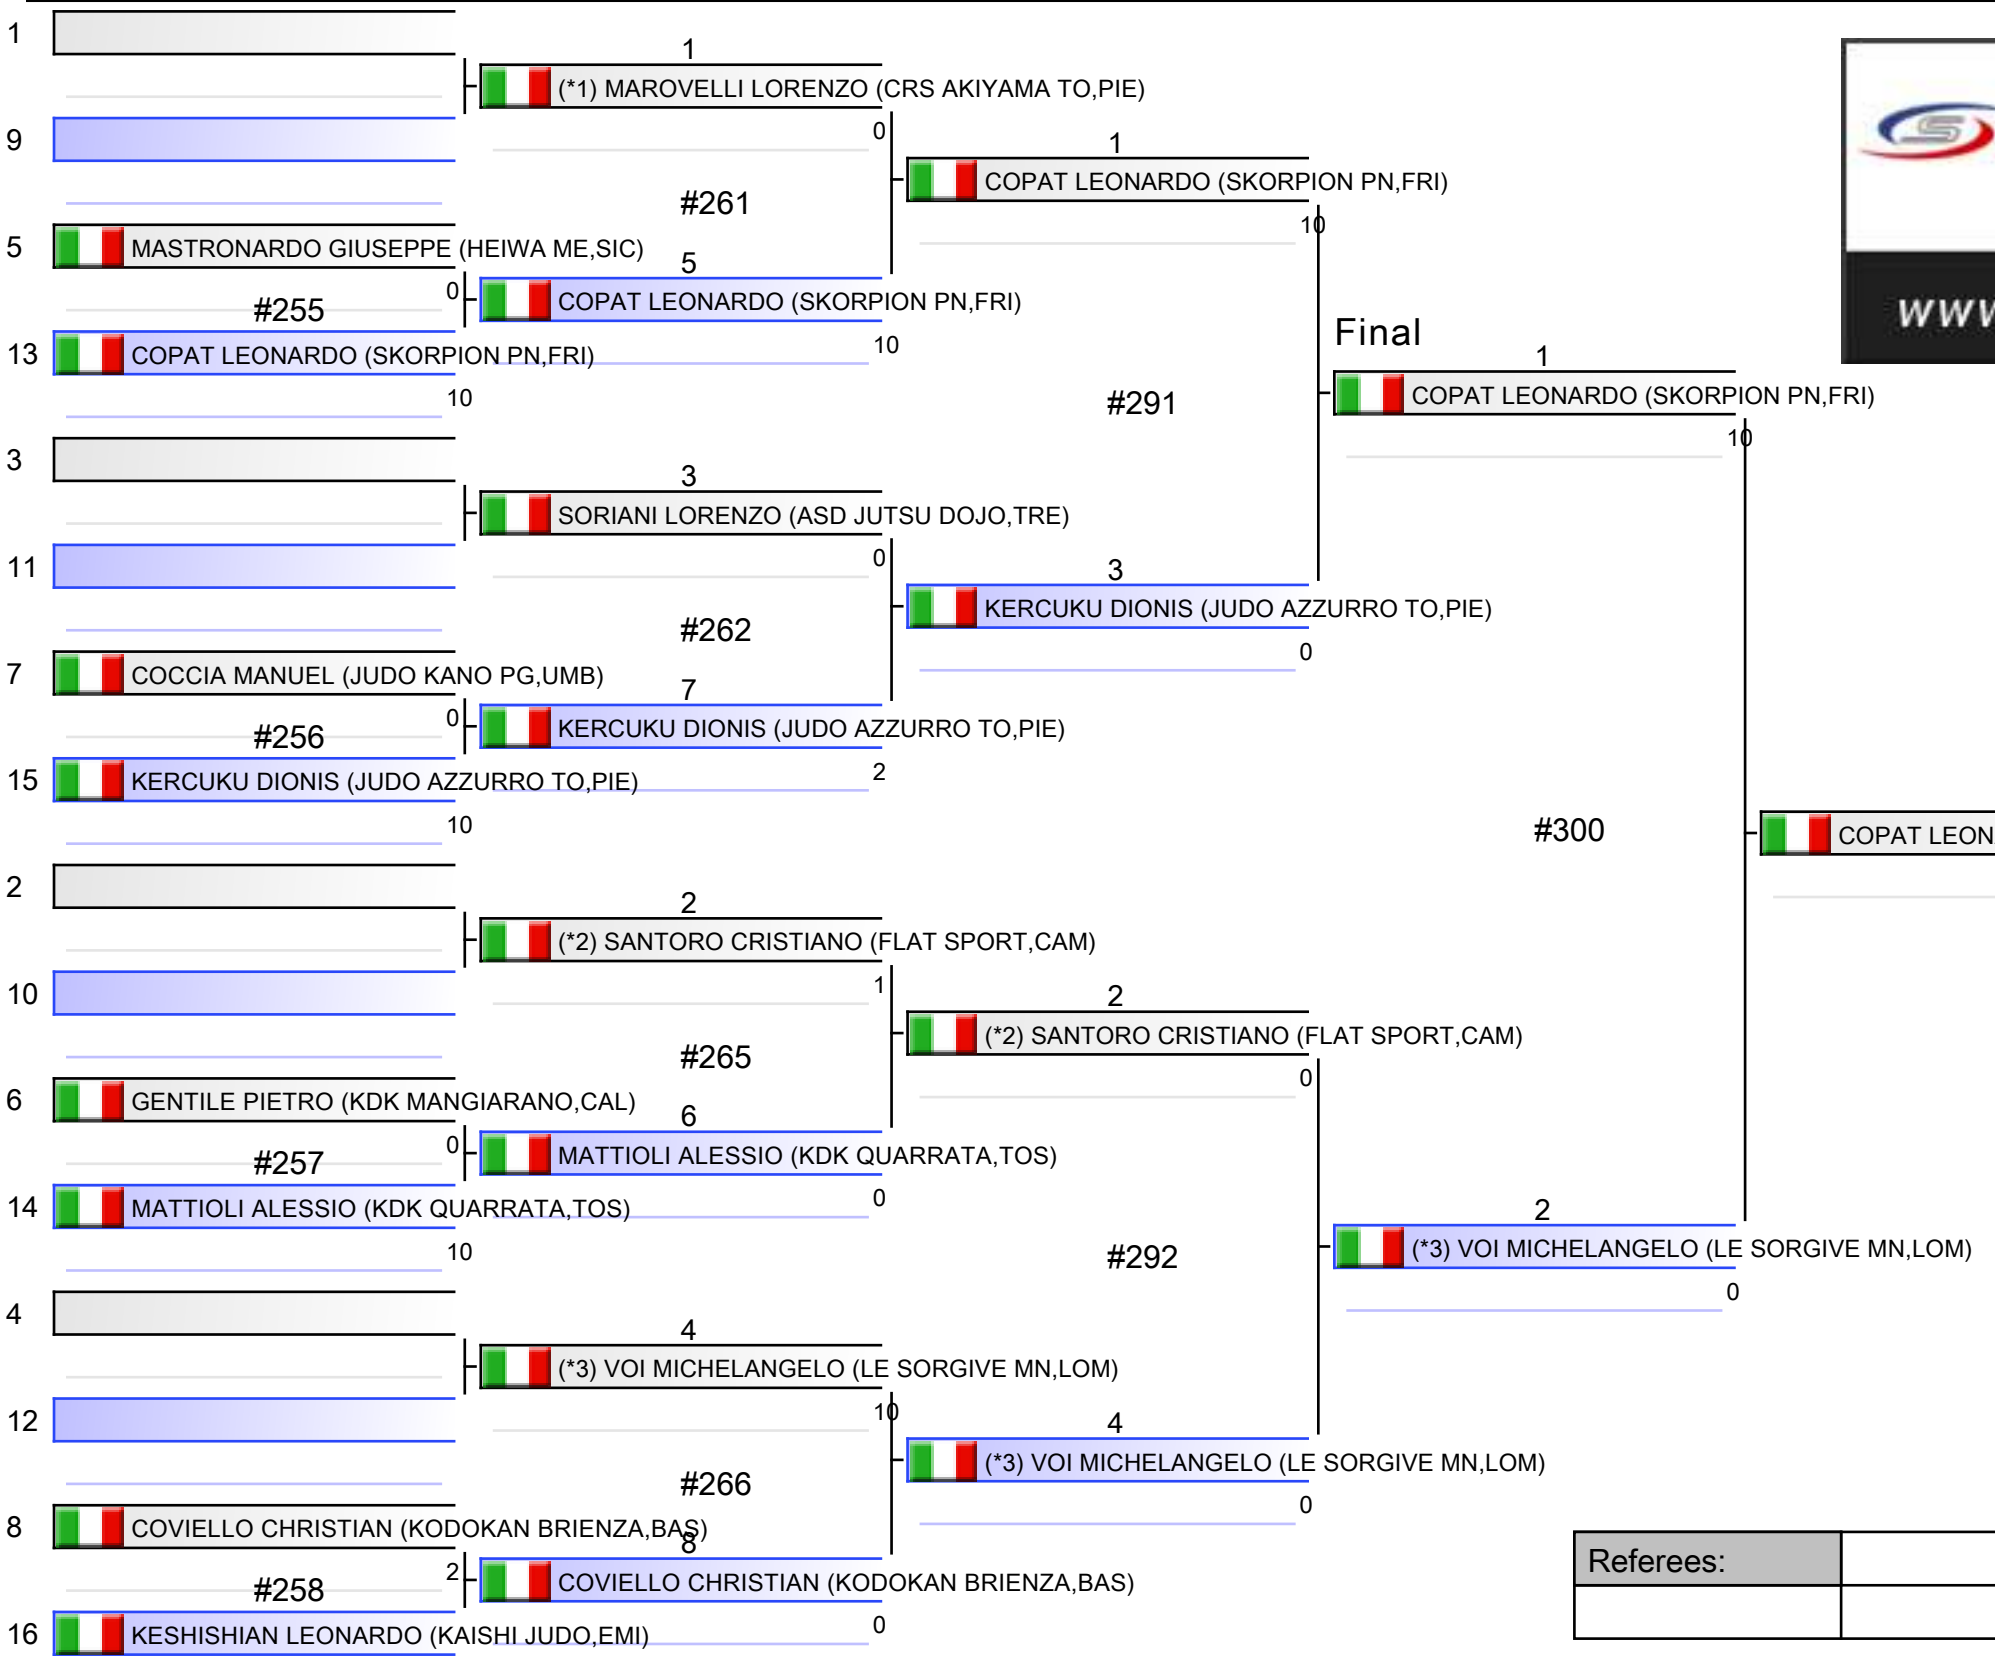 1
1
(*1) MAROVELLI LORENZO (CRS AKIYAMA TO,PIE)
0
9
1
COPAT LEONARDO (SKORPION PN,FRI)
#261
10
5
MASTRONARDO GIUSEPPE (HEIWA ME,SIC)
5
0
COPAT LEONARDO (SKORPION PN,FRI)
#255
WWW
Final
10
1
13
COPAT LEONARDO (SKORPION PN,FRI)
10
COPAT LEONARDO (SKORPION PN,FRI)
#291
10
3
3
SORIANI LORENZO (ASD JUTSU DOJO,TRE)
0
11
3
KERCUKU DIONIS (JUDO AZZURRO TO,PIE)
#262
0
7
COCCIA MANUEL (JUDO KANO PG,UMB)
7
0
KERCUKU DIONIS (JUDO AZZURRO TO,PIE)
#256
2
15
KERCUKU DIONIS (JUDO AZZURRO TO,PIE)
10
#300
COPAT LEON
2
2
(*2) SANTORO CRISTIANO (FLAT SPORT,CAM)
1
10
2
(*2) SANTORO CRISTIANO (FLAT SPORT,CAM)
#265
0
6
GENTILE PIETRO (KDK MANGIARANO,CAL)
6
0
MATTIOLI ALESSIO (KDK QUARRATA,TOS)
#257
0
14
MATTIOLI ALESSIO (KDK QUARRATA,TOS)
10
2
(*3) VOI MICHELANGELO (LE SORGIVE MN,LOM)
#292
0
4
4
(*3) VOI MICHELANGELO (LE SORGIVE MN,LOM)
10
12
4
(*3) VOI MICHELANGELO (LE SORGIVE MN,LOM)
#266
0
8
COVIELLO CHRISTIAN (KODOKAN BRIENZA,BAS)
8
2
COVIELLO CHRISTIAN (KODOKAN BRIENZA,BAS)
#258
0
16
KESHISHIAN LEONARDO (KAISHI JUDO,EMI)
Referees: